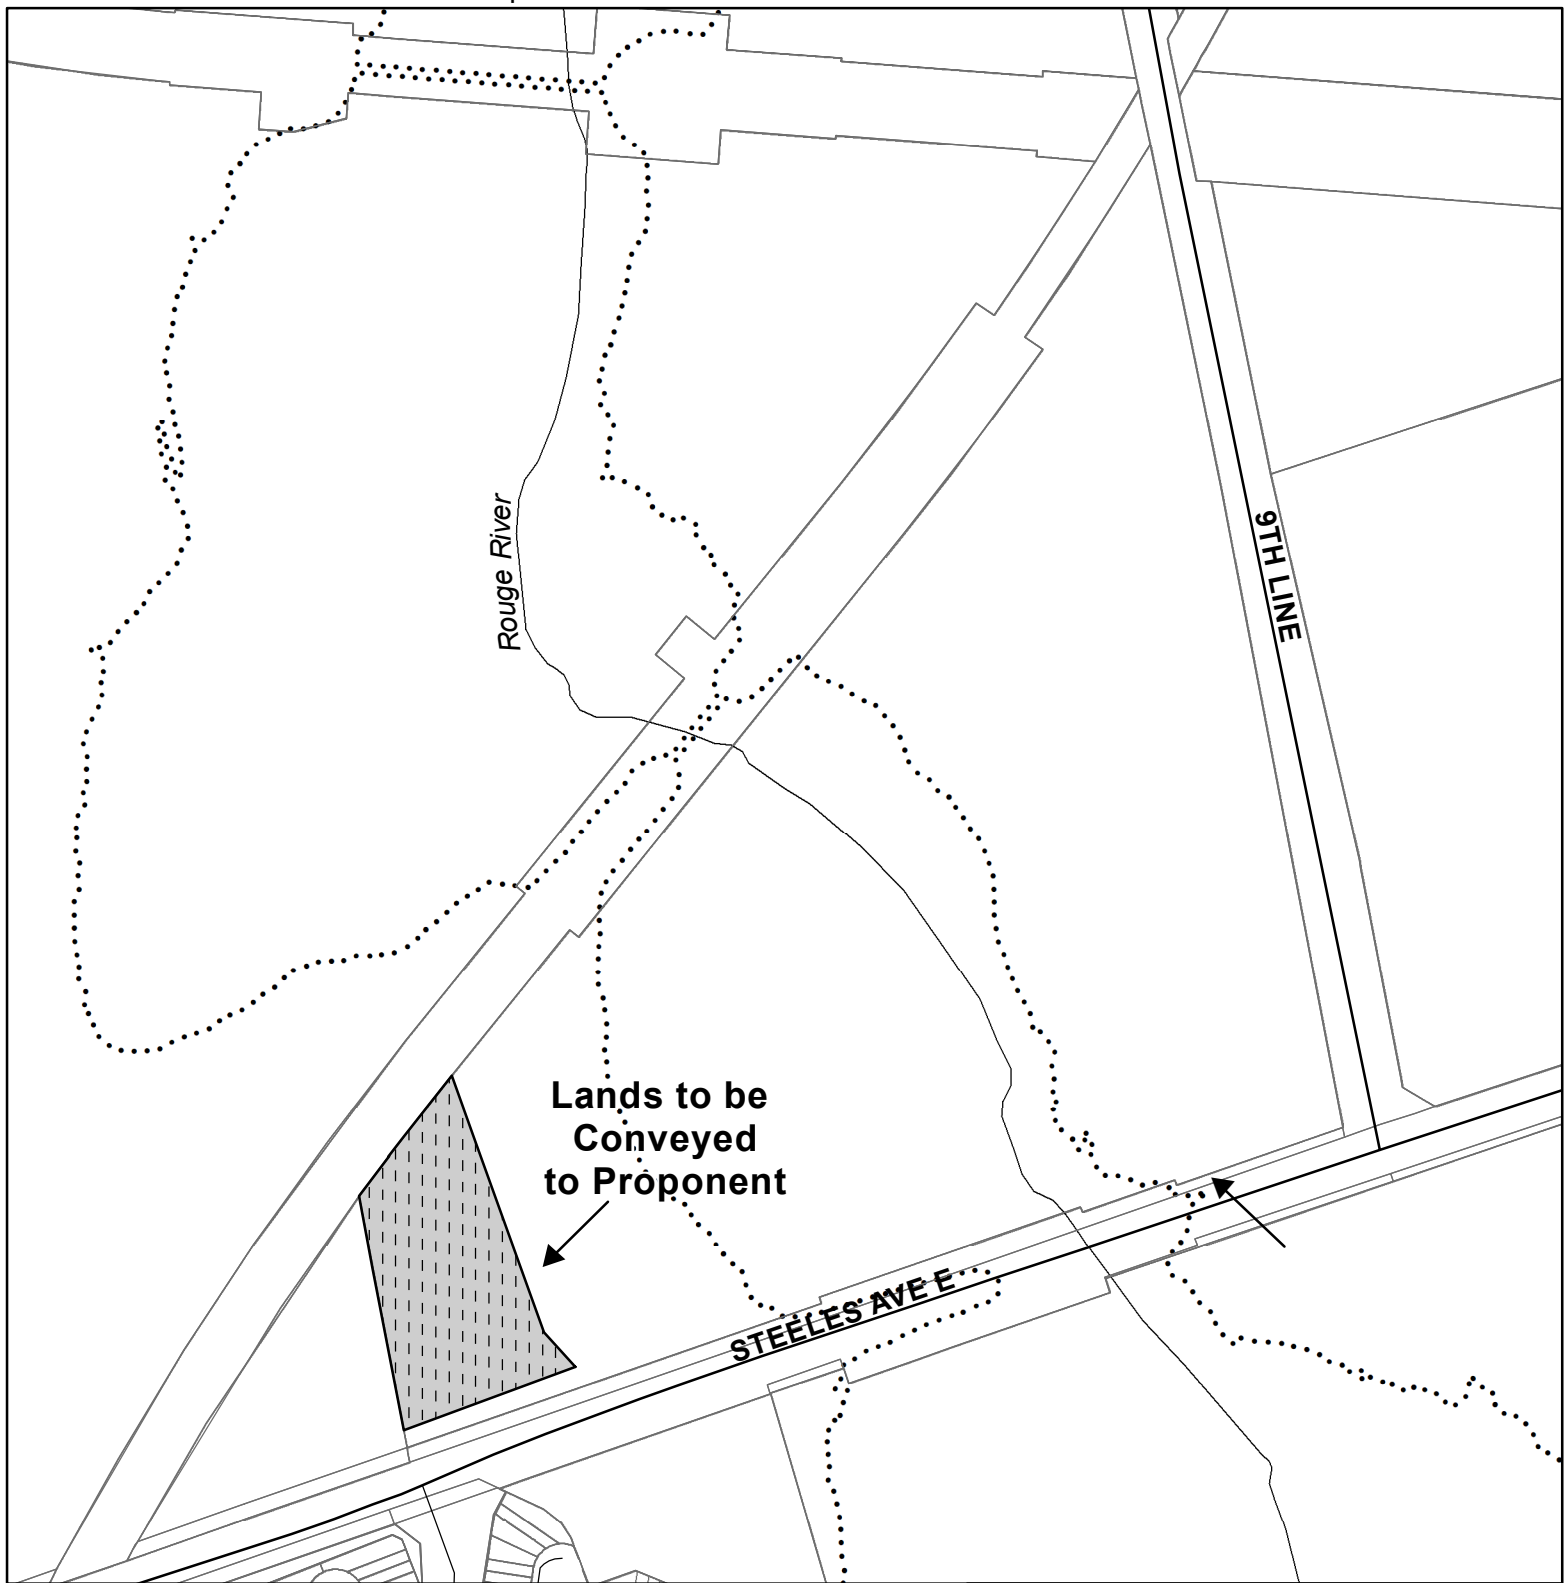 Rouge River
9TH LINE
Lands to be
Conveyed
to Proponent
STEELES AVE E